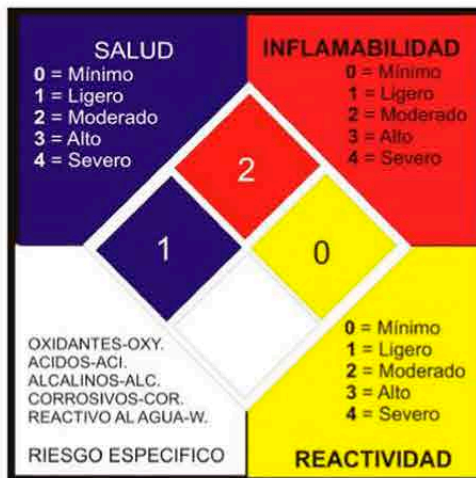 SALUD
0 = Mínimo
1 = Ligero
2 = Moderado
3 = Alto
4 = Severo
INFLAMABILIDAD
0 = Mínimo
1 = Ligero
2 = Moderado
3 = Alto
4 = Severo
2
1
0
OXIDANTES-OXY.
ACIDOS-ACI.
ALCALINOS-ALC.
CORROSIVOS-COR.
REACTIVO AL AGUA-W.
RIESGO ESPECIFICO
0 = Mínimo
1 = Ligero
2 = Moderado
3 = Alto
4 = Severo
REACTIVIDAD